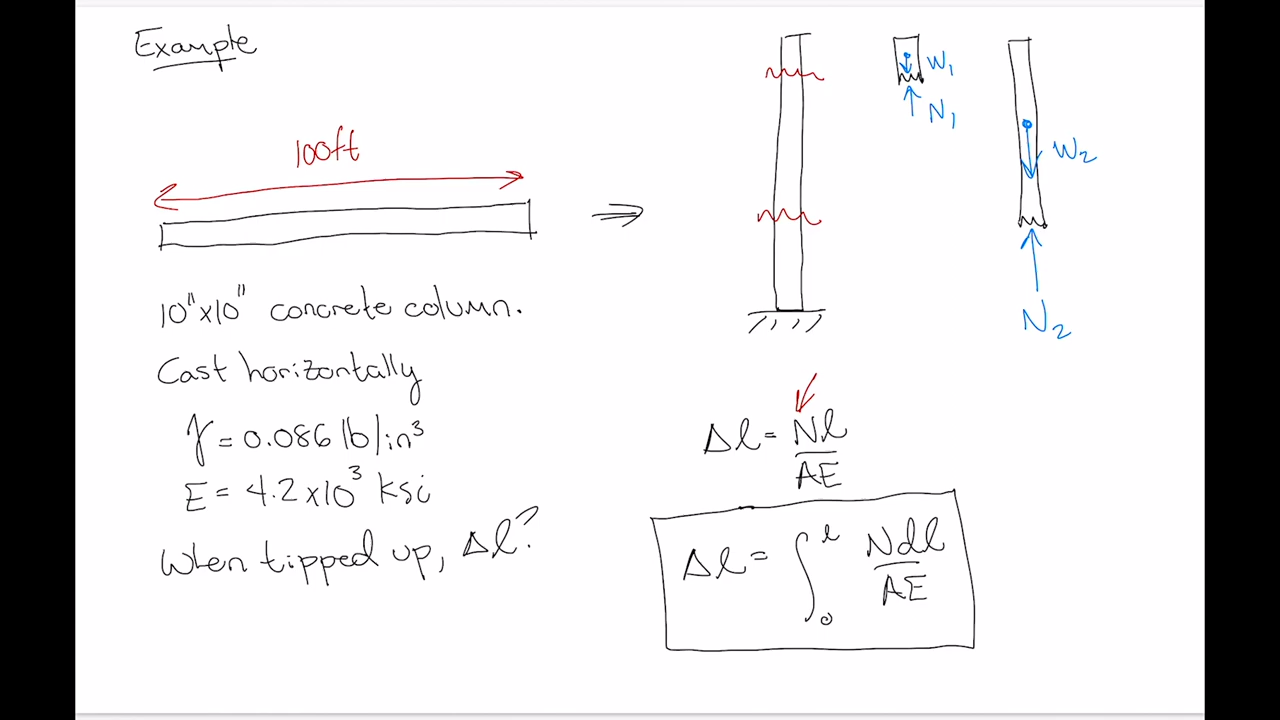 Example
100ft
10"x10" concrete column.
Cast horizontally
γ = 0.086 lb/in³
E = 4.2x10³ ksi
When tipped up, Δl?
W₁
N₁
W₂
N₂
Δl = Nl/AE
Δl = ∫₀ˡ Ndl/AE